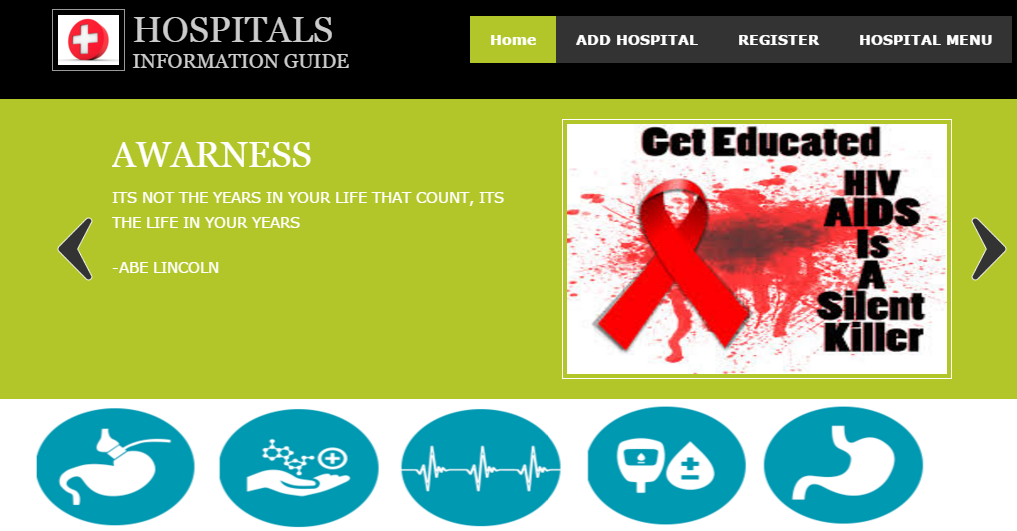 HOSPITALS
INFORMATION GUIDE
Home ADD HOSPITAL REGISTER HOSPITAL MENU
AWARNESS
ITS NOT THE YEARS IN YOUR LIFE THAT COUNT, ITS
THE LIFE IN YOUR YEARS
-ABE LINCOLN
Get Educated
HIV
AIDS
Is
A
Silent
Killer